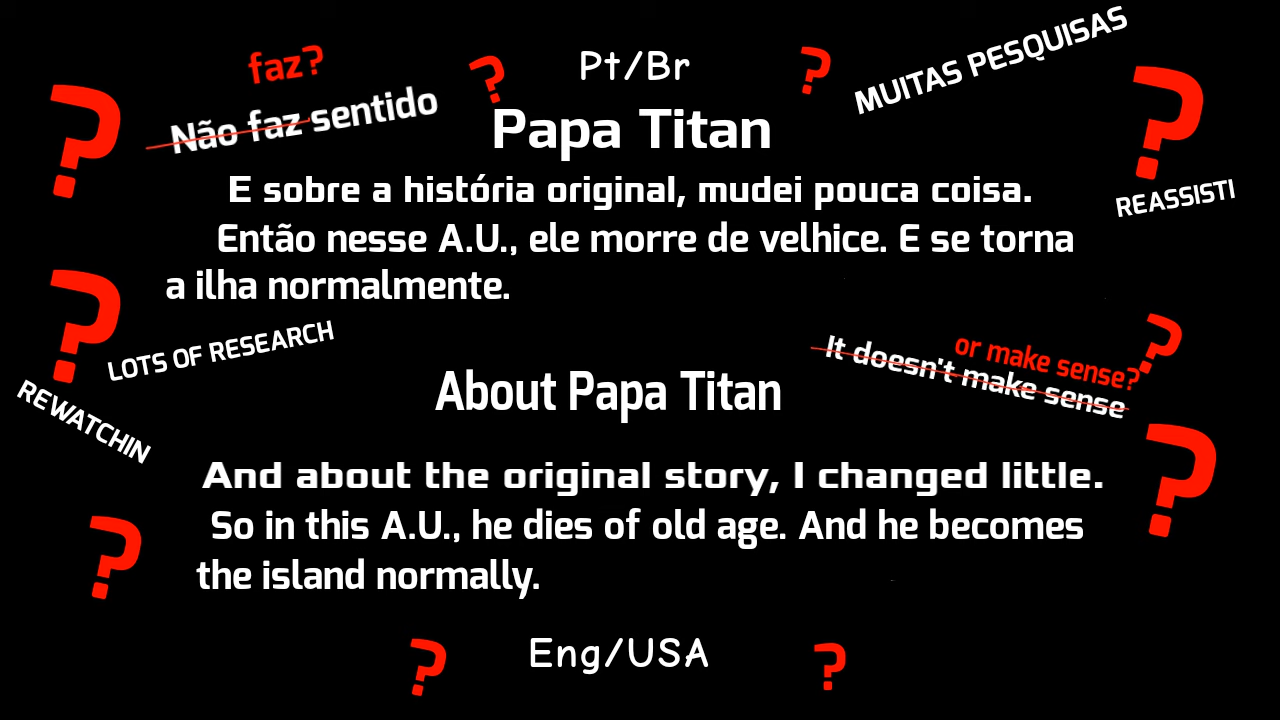 faz?
Não faz sentido
?
?
Pt/Br
?
MUITAS PESQUISAS
?
Papa Titan
E sobre a história original, mudei pouca coisa.
REASSISTI
Então nesse A.U., ele morre de velhice. E se torna
a ilha normalmente.
?
LOTS OF RESEARCH
REWATCHIN
About Papa Titan
?
or make sense?
It doesn't make sense
?
And about the original story, I changed little.
So in this A.U., he dies of old age. And he becomes
the island normally.
?
?
Eng/USA
?